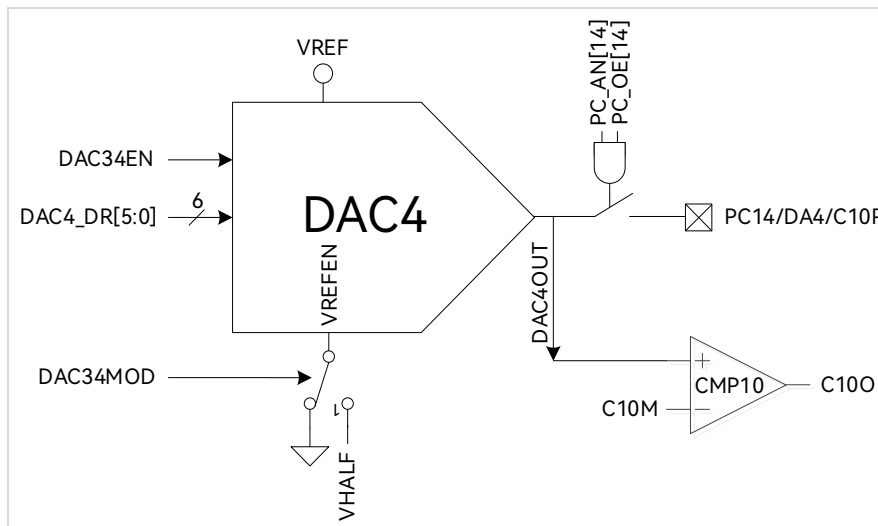 VREF
PC_AN[14]
PC_OE[14]
DAC34EN
6
DAC4_DR[5:0]
DAC4
PC14/DA4/C10P
VREFEN
DAC4OUT
DAC34MOD
CMP10
C10O
C10M
1
VHALF